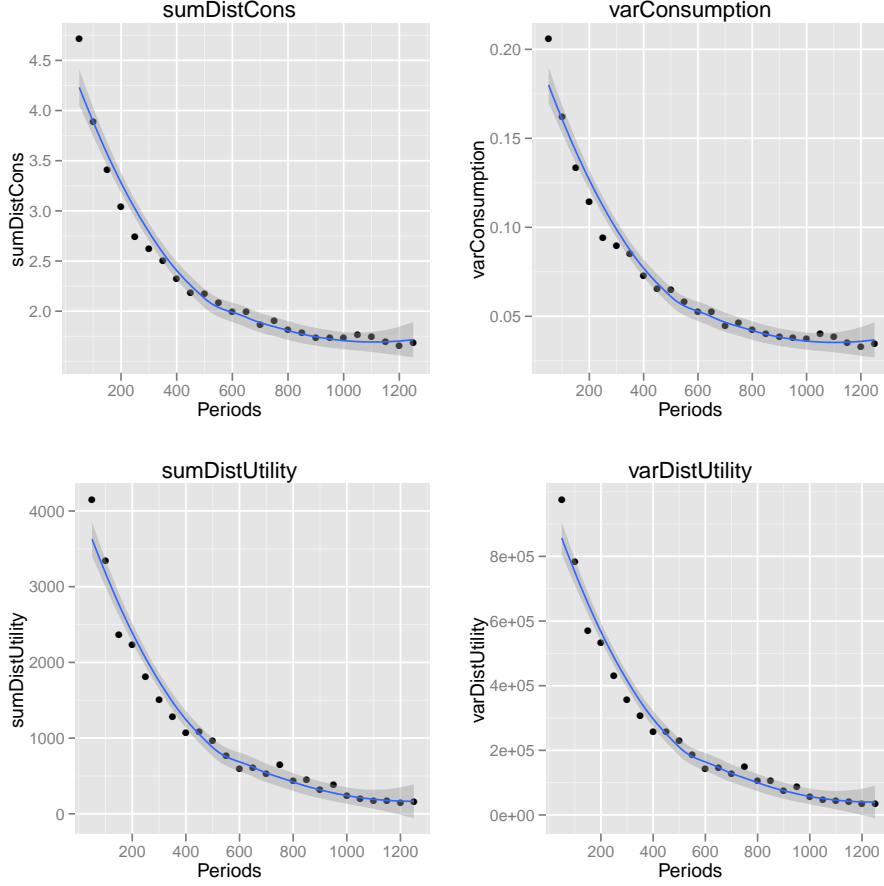 sumDistCons
4.5
4.0
3.5
3.0
2.5
2.0
sumDistCons
200 400 600 800 1000 1200
Periods
varConsumption
0.20
0.15
0.10
0.05
varConsumption
200 400 600 800 1000 1200
Periods
sumDistUtility
4000
3000
2000
1000
0
sumDistUtility
200 400 600 800 1000 1200
Periods
varDistUtility
8e+05
6e+05
4e+05
2e+05
0e+00
varDistUtility
200 400 600 800 1000 1200
Periods